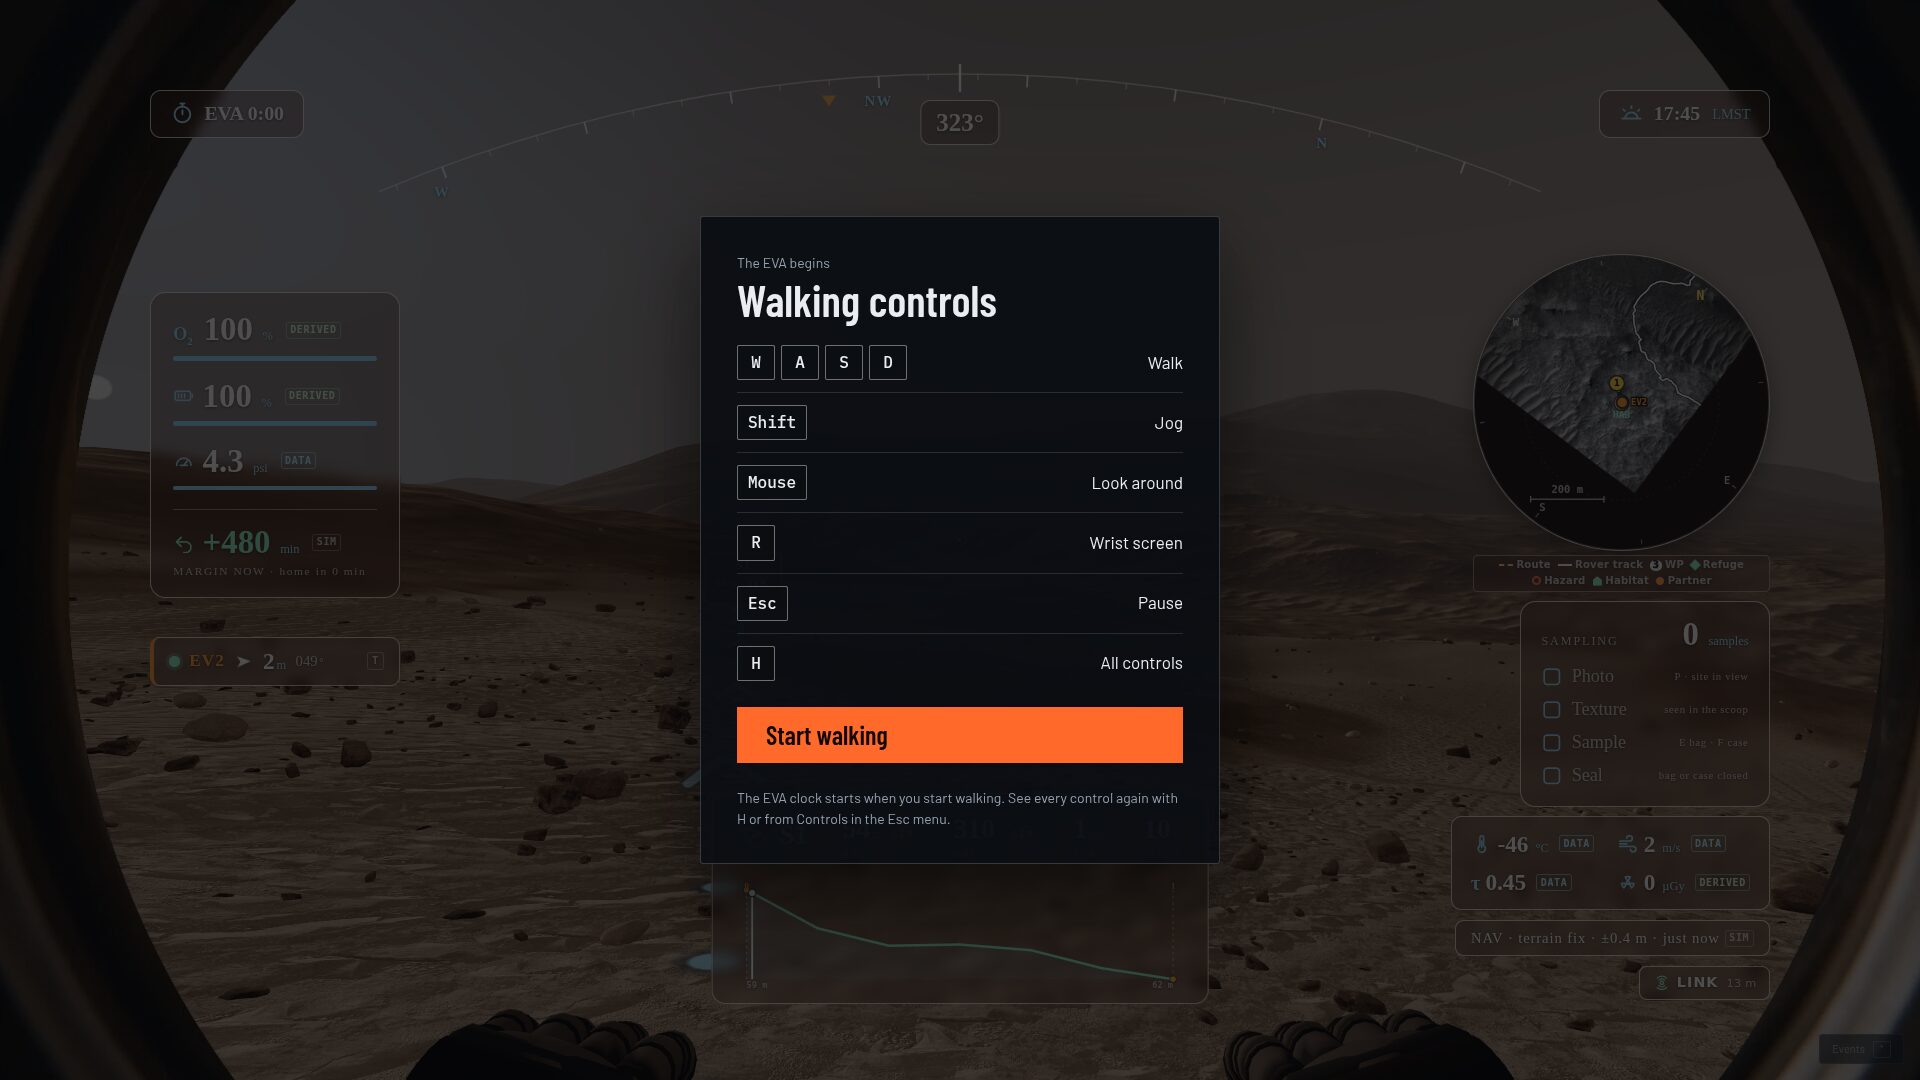 EVA 0:00
W
NW
323°
N
17:45 LMST
O2 100 % DERIVED
100 % DERIVED
4.3 psi DATA
+480 min SIM
MARGIN NOW · home in 0 min
EV2 2 m 049° T
The EVA begins
Walking controls
W A S D Walk
Shift Jog
Mouse Look around
R Wrist screen
Esc Pause
H All controls
Start walking
The EVA clock starts when you start walking. See every control again with
H or from Controls in the Esc menu.
59 m
62 m
N
W
1
EV2
HAB
E
200 m
S
Route Rover track 3 WP Refuge
Hazard Habitat Partner
SAMPLING 0 samples
Photo P · site in view
Texture seen in the scoop
Sample E bag · F case
Seal bag or case closed
-46 °C DATA 2 m/s DATA
τ 0.45 DATA 0 µGy DERIVED
NAV · terrain fix · ±0.4 m · just now SIM
LINK 13 m
Events